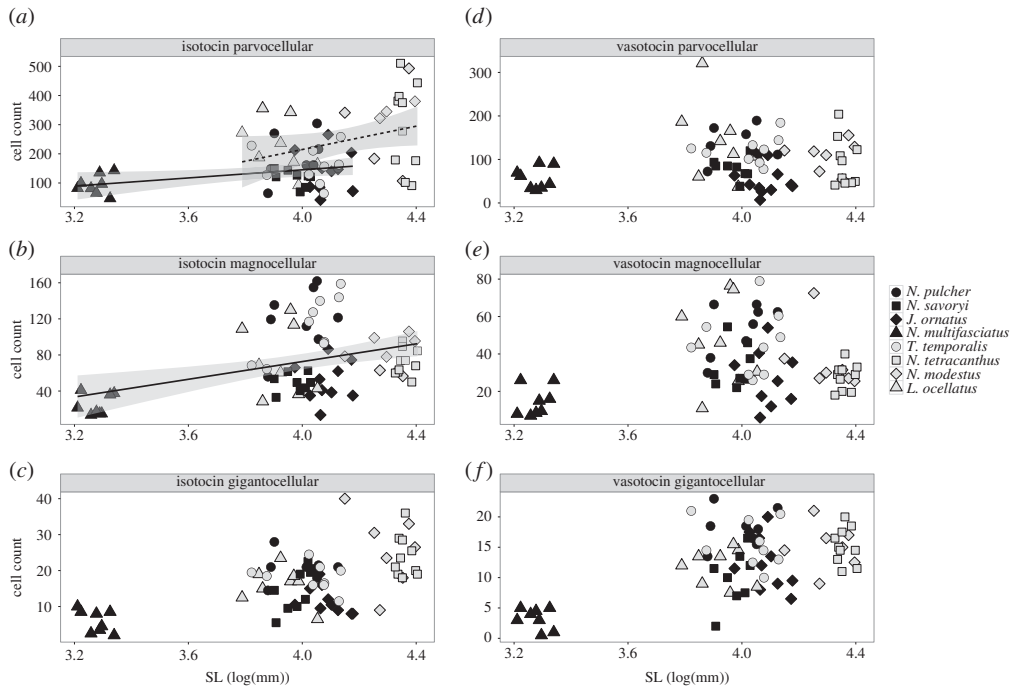 (a)
isotocin parvocellular
500
400
300
200
100
cell count
3.2
3.6
4.0
4.4
(b)
isotocin magnocellular
160
120
80
40
cell count
3.2
3.6
4.0
4.4
(c)
isotocin gigantocellular
40
30
20
10
cell count
3.2
3.6
4.0
4.4
SL (log(mm))
(d)
vasotocin parvocellular
300
200
100
0
3.2
3.6
4.0
4.4
(e)
vasotocin magnocellular
80
60
40
20
3.2
3.6
4.0
4.4
(f)
vasotocin gigantocellular
20
15
10
5
0
3.2
3.6
4.0
4.4
SL (log(mm))
N. pulcher
N. savoryi
J. ornatus
N. multifasciatus
T. temporalis
N. tetracanthus
N. modestus
L. ocellatus